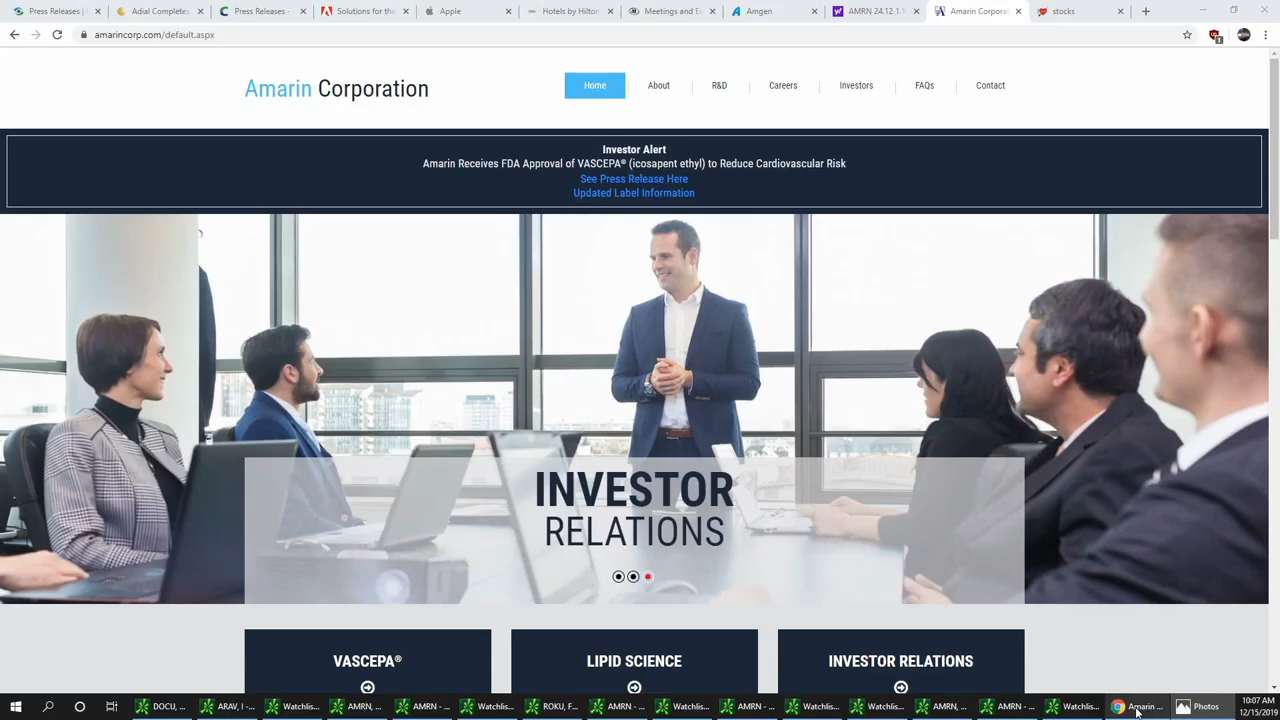 Press Releases |
Adial Completes
Press Releases -
Solutions for the
Apple
Hotels by Hilton
Meetings and Ev
Amgen
AMRN 24.12 1.1
Amarin Corporat
stocks
amarincorp.com/default.aspx
Amarin Corporation
Home
About
R&D
Careers
Investors
FAQs
Contact
Investor Alert
Amarin Receives FDA Approval of VASCEPA® (icosapent ethyl) to Reduce Cardiovascular Risk
See Press Release Here
Updated Label Information
INVESTOR
RELATIONS
VASCEPA®
LIPID SCIENCE
INVESTOR RELATIONS
DOCU, ...
ARAV, I -...
Watchlis...
AMRN, ...
AMRN - ...
Watchlis...
ROKU, F...
AMRN - ...
Watchlis...
AMRN - ...
Watchlis...
Watchlis...
AMRN, ...
AMRN - ...
Watchlis...
Amarin ...
Photos
10:07 AM
12/15/2019